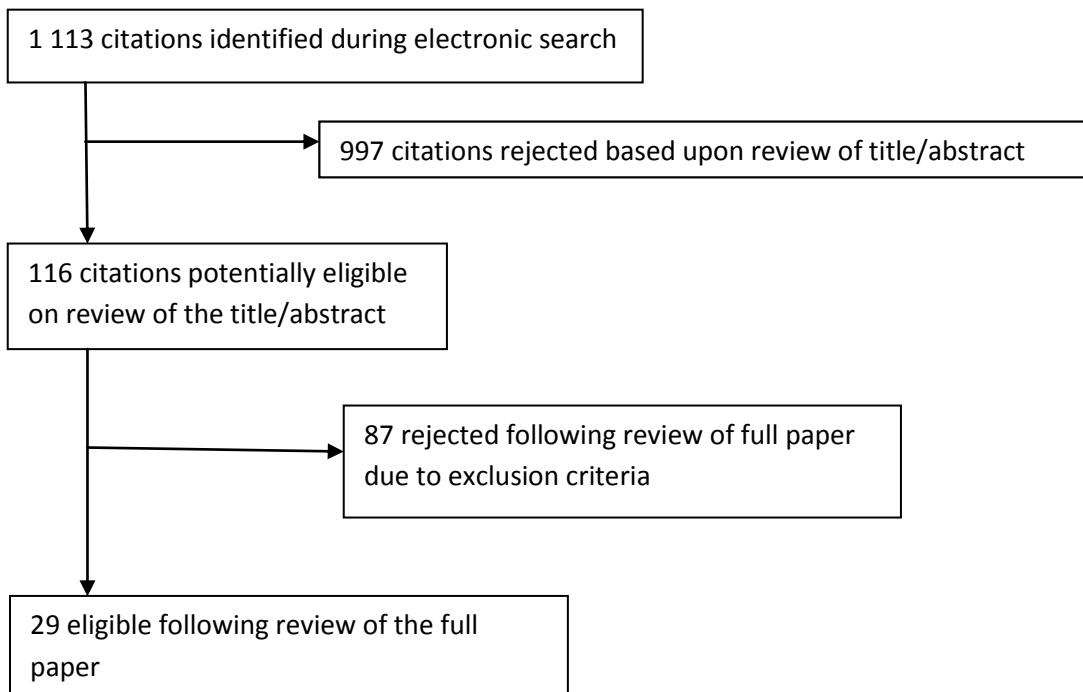 1 113 citations identified during electronic search
997 citations rejected based upon review of title/abstract
116 citations potentially eligible
on review of the title/abstract
87 rejected following review of full paper
due to exclusion criteria
29 eligible following review of the full
paper